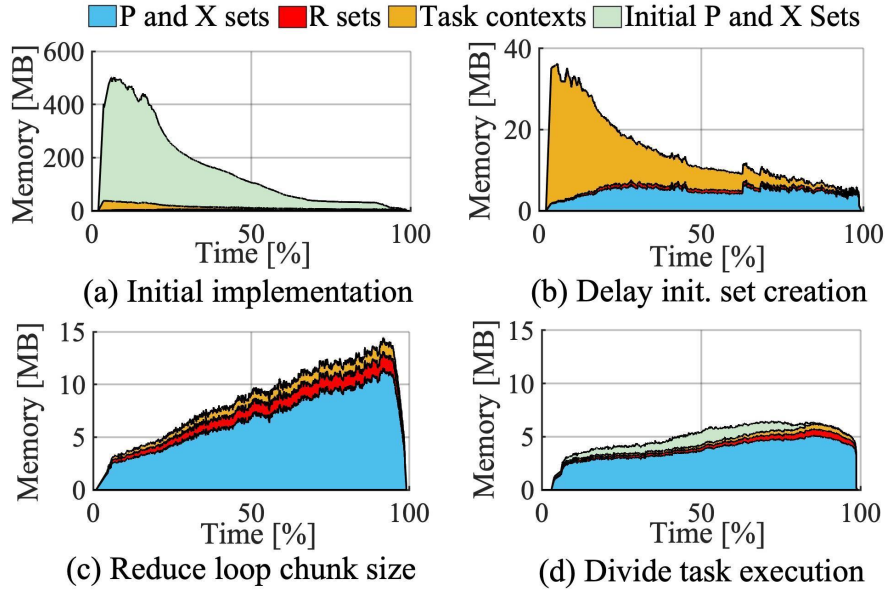 P and X sets R sets Task contexts Initial P and X Sets
Memory [MB]
600
400
200
0
0 50 100
Time [%]
(a) Initial implementation
Memory [MB]
40
20
0
0 50 100
Time [%]
(b) Delay init. set creation
Memory [MB]
15
10
5
0
0 50 100
Time [%]
(c) Reduce loop chunk size
Memory [MB]
15
10
5
0
0 50 100
Time [%]
(d) Divide task execution